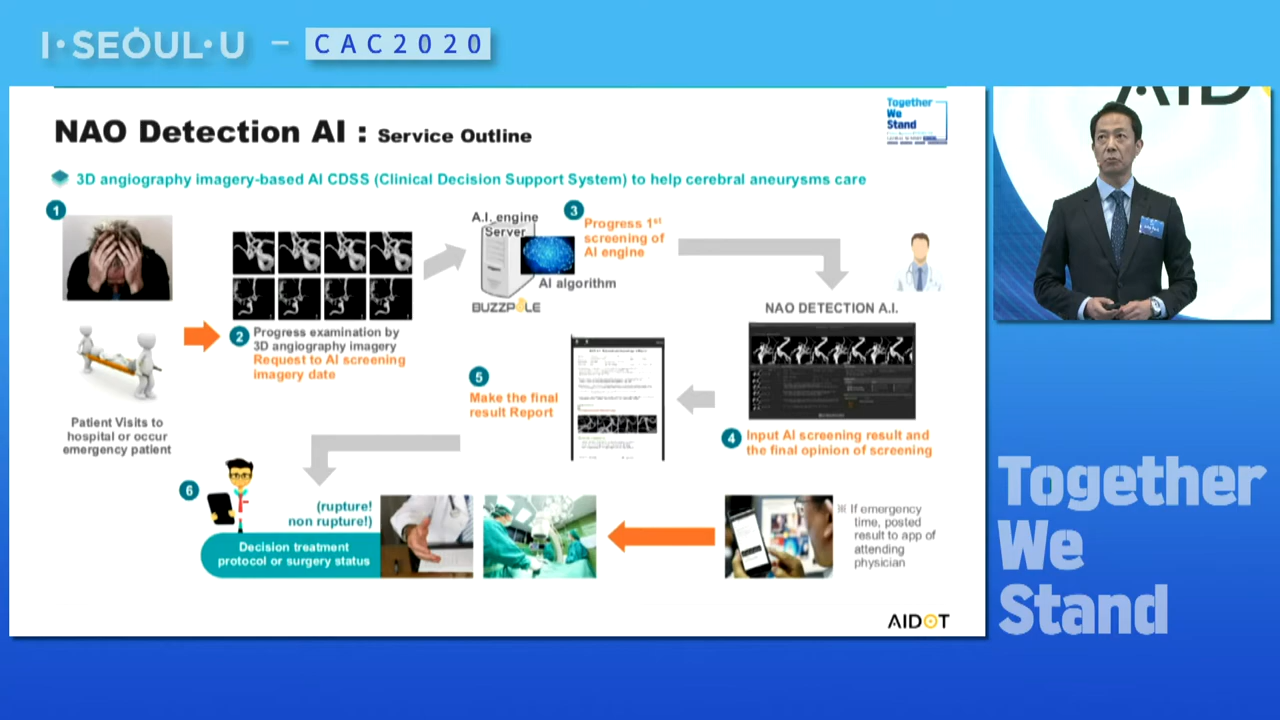 I·SEOUL·U – CAC2020
AIDOT
NAO Detection AI : Service Outline
Together
We
Stand
3D angiography imagery-based AI CDSS (Clinical Decision Support System) to help cerebral aneurysms care
1
Patient Visits to
hospital or occur
emergency patient
2
Progress examination by
3D angiography imagery
Request to AI screening
imagery date
A.I. engine
Server
AI algorithm
BUZZPOLE
3
Progress 1st
screening of
AI engine
NAO DETECTION A.I.
4
Input AI screening result and
the final opinion of screening
5
Make the final
result Report
6
(rupture!
non rupture!)
Decision treatment
protocol or surgery status
※ If emergency
time, posted
result to app of
attending
physician
AIDOT
Together
We
Stand